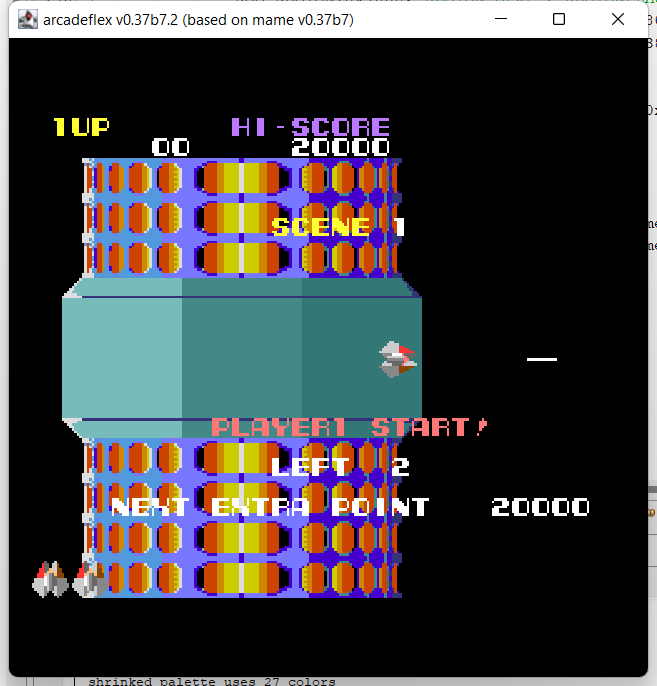 arcadeflex v0.37b7.2 (based on mame v0.37b7)
1UP HI-SCORE
00 20000
SCENE 1
PLAYER1 START!
LEFT 2
NEXT EXTRA POINT 20000
shrinked palette uses 27 colors